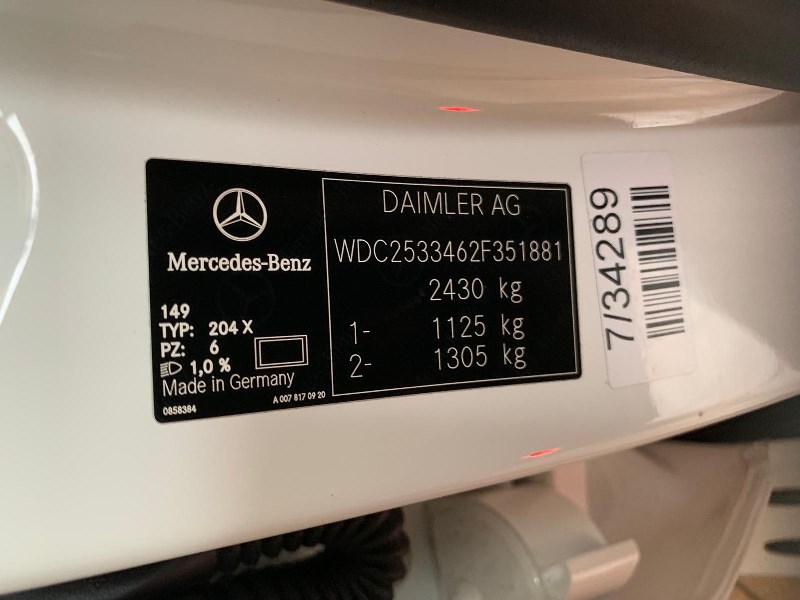 Mercedes-Benz
149
TYP: 204 X
PZ: 6
1,0 %
Made in Germany
0858384
A 007 817 09 20
DAIMLER AG
WDC2533462F351881
2430 kg
1- 1125 kg
2- 1305 kg
7/34289